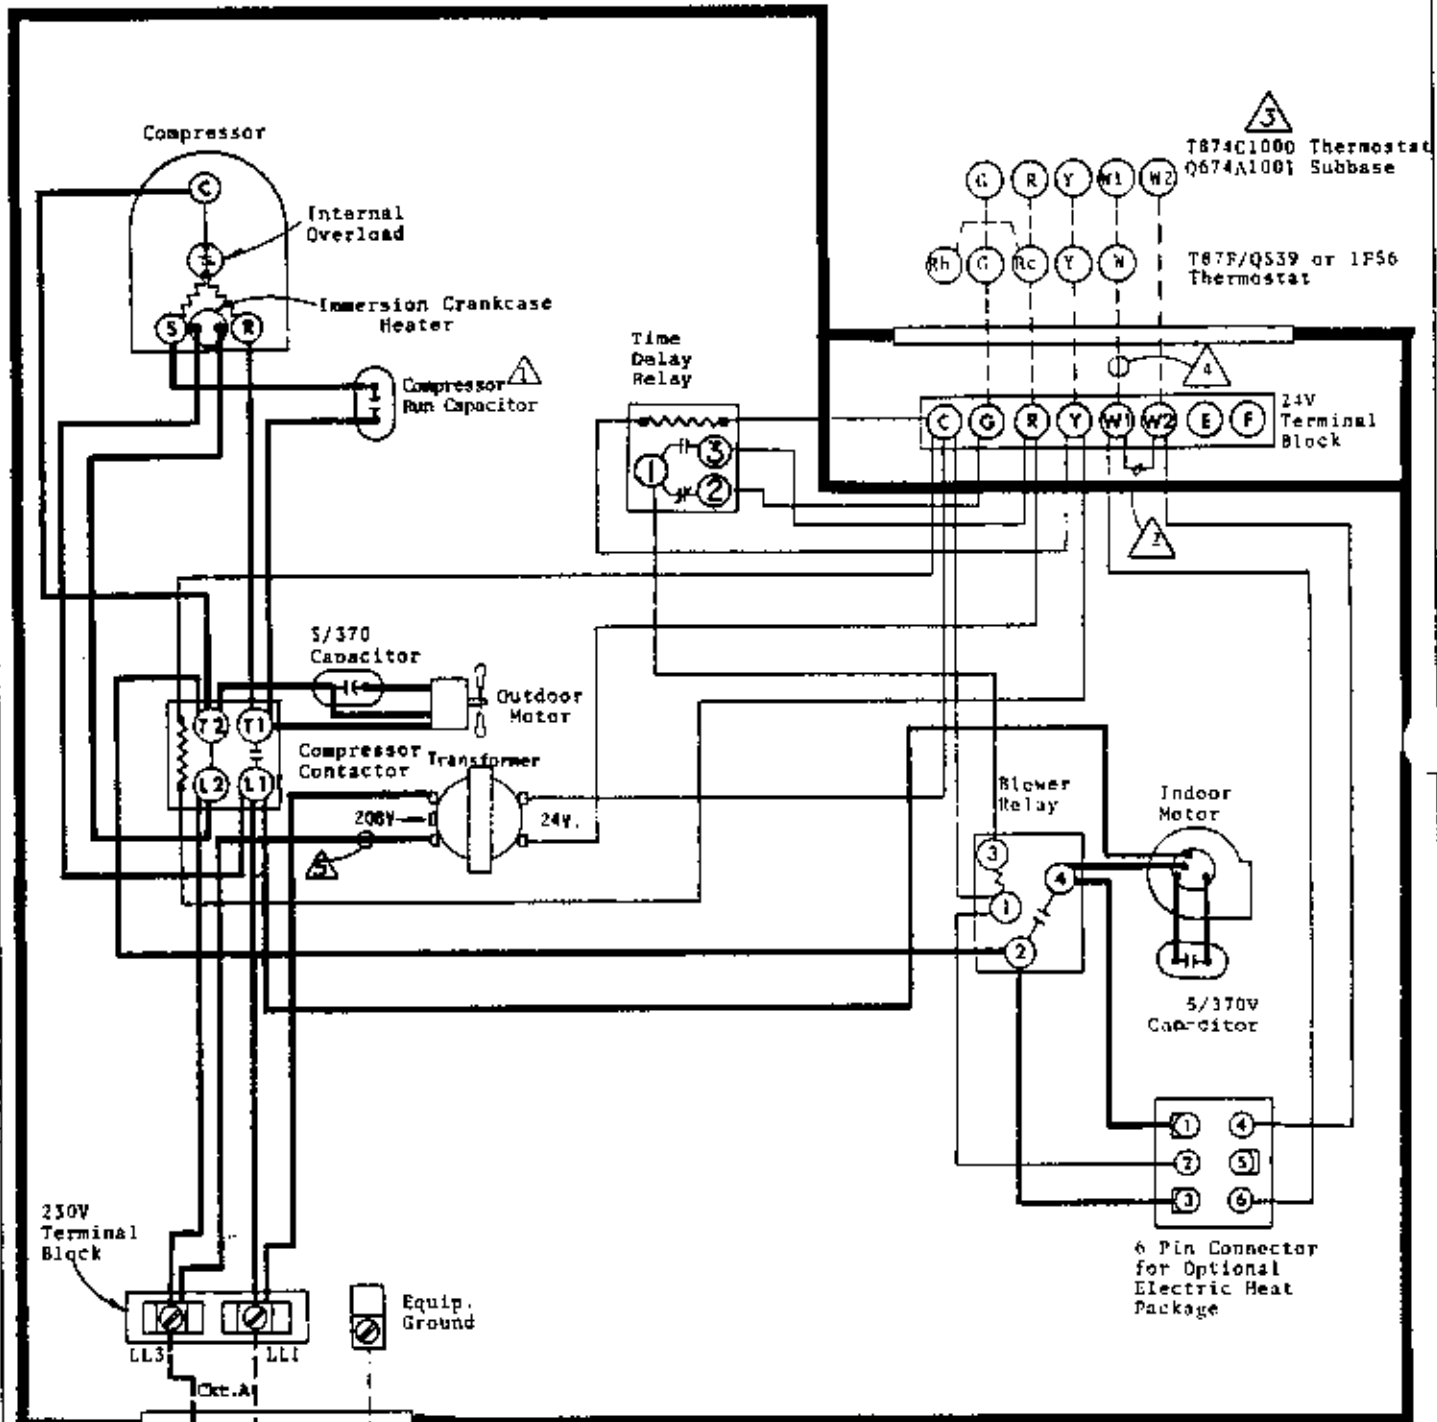 Compressor
C
Internal
Overload
Immersion Crankcase
Heater
S
R
Compressor 1
Run Capacitor
3
T874C1000 Thermostat
Q674A1001 Subbase
G R Y W1 W2
Rh G Rc Y W
T87F/QS39 or 1F56
Thermostat
4
Time
Delay
Relay
1
3
2
C G R Y W1 W2 E F
24V
Terminal
Block
5/370
Capacitor
Outdoor
Motor
T2 T1
L2 L1
Compressor
Contactor
Transformer
208V
24V.
5
Blower
Relay
3
4
1
2
Indoor
Motor
5/370V
1 4
2 5
3 6
6 Pin Connector
for Optional
Electric Heat
Package
230V
Terminal
Block
LL3
LL1
Equip.
Ground
Ckt.A